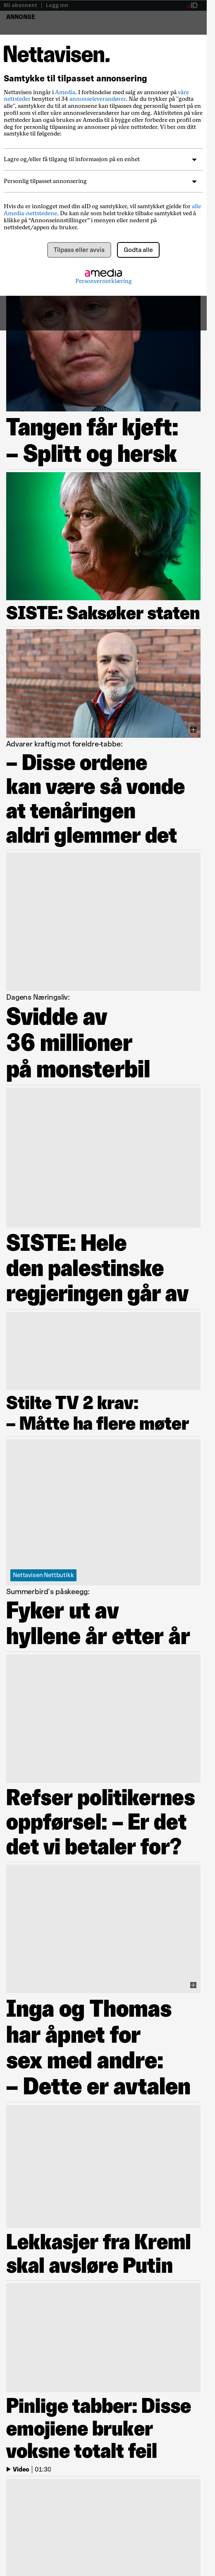 Bli abonnent | Logg inn
aID
ANNONSE
Nettavisen.
Samtykke til tilpasset annonsering
Nettavisen inngår i Amedia. I forbindelse med salg av annonser på våre
nettsteder benytter vi 34 annonseleverandører. Når du trykker på "godta
alle", samtykker du til at annonsene kan tilpasses deg personlig basert på en
profil som vi eller våre annonseleverandører har om deg. Aktiviteten på våre
nettsteder kan også brukes av Amedia til å bygge eller forbedre en profil om
deg for personlig tilpasning av annonser på våre nettsteder. Vi ber om ditt
samtykke til følgende:
Lagre og/eller få tilgang til informasjon på en enhet
Personlig tilpasset annonsering
Hvis du er innlogget med din aID og samtykker, vil samtykket gjelde for alle
Amedia-nettstedene. Du kan når som helst trekke tilbake samtykket ved å
klikke på "Annonseinnstillinger" i menyen eller nederst på
nettstedet/appen du bruker.
Tilpass eller avvis
Godta alle
amedia
Personvernerklæring
Tangen får kjeft:
– Splitt og hersk
SISTE: Saksøker staten
Advarer kraftig mot foreldre-tabbe:
– Disse ordene
kan være så vonde
at tenåringen
aldri glemmer det
Dagens Næringsliv:
Svidde av
36 millioner
på monsterbil
SISTE: Hele
den palestinske
regjeringen går av
Stilte TV 2 krav:
– Måtte ha flere møter
Nettavisen Nettbutikk
Summerbird's påskeegg:
Fyker ut av
hyllene år etter år
Refser politikernes
oppførsel: – Er det
det vi betaler for?
Inga og Thomas
har åpnet for
sex med andre:
– Dette er avtalen
Lekkasjer fra Kreml
skal avsløre Putin
Pinlige tabber: Disse
emojiene bruker
voksne totalt feil
Video | 01:30